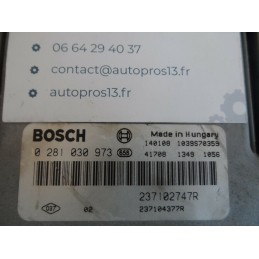 06 64 29 40 37
contact@autopros13.fr
autopros13.fr
BOSCH
Made in Hungary
140108 1039S70359
0 281 030 973
41708 1349 1056
237102747R
02
237104377R